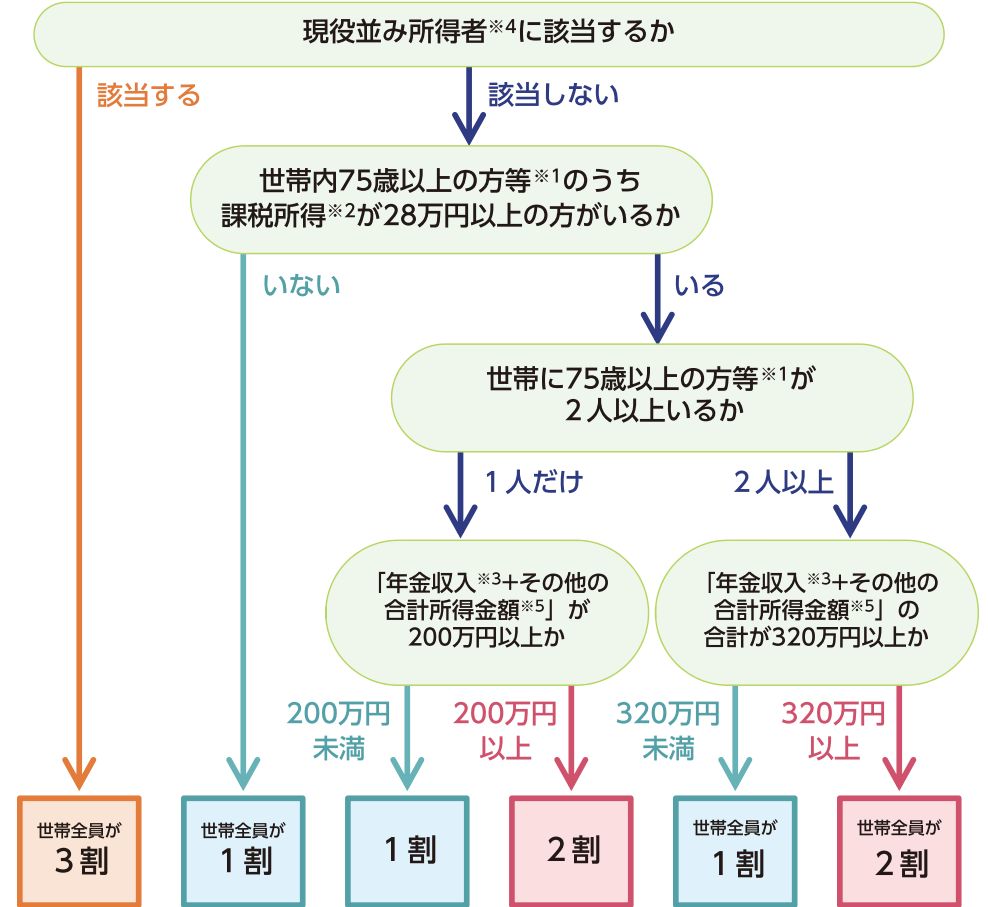 現役並み所得者※4に該当するか
該当する
該当しない
世帯内75歳以上の方等※1のうち
課税所得※2が28万円以上の方がいるか
いない
いる
世帯に75歳以上の方等※1が
2人以上いるか
1人だけ
2人以上
「年金収入※3+その他の
合計所得金額※5」が
200万円以上か
「年金収入※3+その他の
合計所得金額※5」の
合計が320万円以上か
200万円
未満
200万円
以上
320万円
未満
320万円
以上
世帯全員が
3割
世帯全員が
1割
1割
2割
世帯全員が
1割
世帯全員が
2割